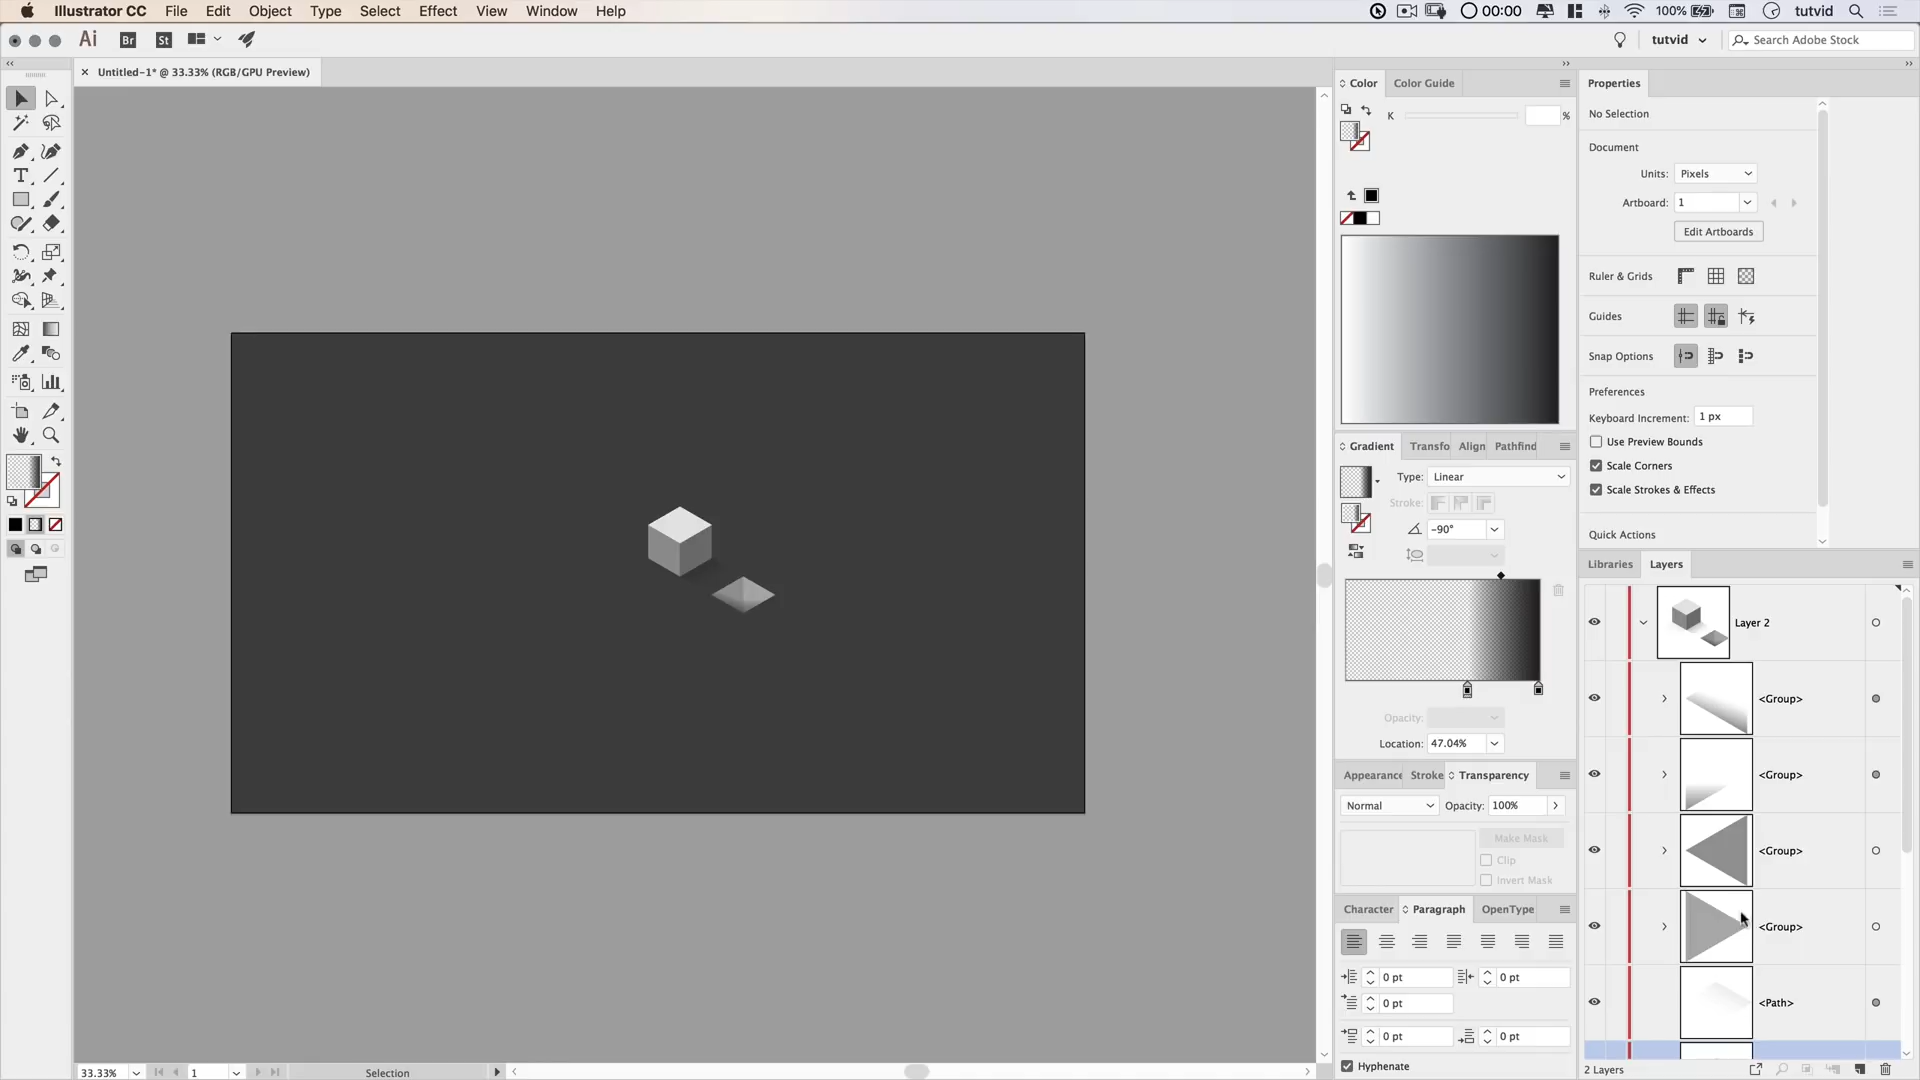 Illustrator CC File Edit Object Type Select Effect View Window Help 00:00 100% tutvid
Ai Br St tutvid Search Adobe Stock
Untitled-1* @ 33.33% (RGB/GPU Preview)
Color Color Guide
K %
Gradient Transfo Align Pathfind
Type: Linear
Stroke:
-90°
Opacity:
Location: 47.04%
Appearance Stroke Transparency
Normal Opacity: 100%
Make Mask
Clip
Invert Mask
Character Paragraph OpenType
0 pt 0 pt
0 pt
0 pt 0 pt
Hyphenate
Properties
No Selection
Document
Units: Pixels
Artboard: 1
Edit Artboards
Ruler & Grids
Guides
Snap Options
Preferences
Keyboard Increment: 1 px
Use Preview Bounds
Scale Corners
Scale Strokes & Effects
Quick Actions
Libraries Layers
Layer 2
<Group>
<Group>
<Group>
<Group>
<Path>
2 Layers
33.33% 1 Selection